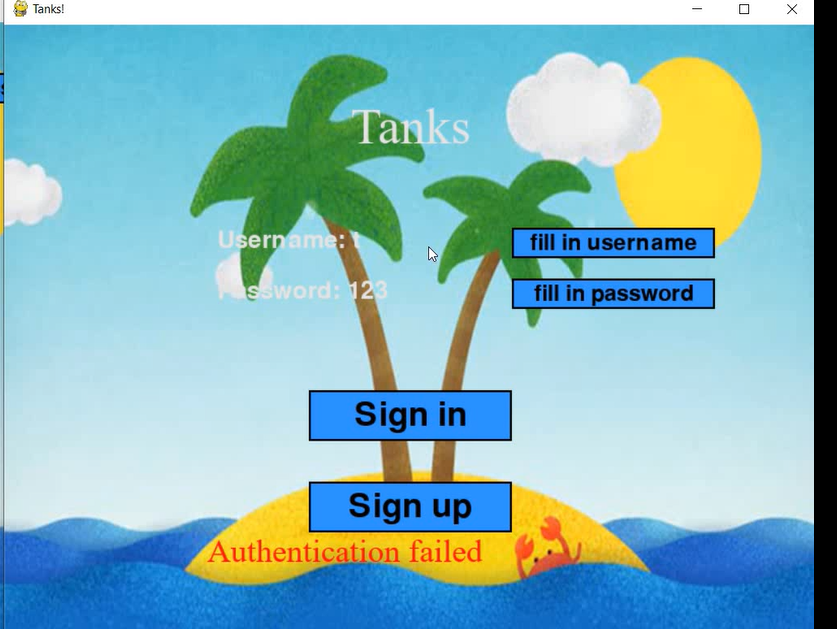 Tanks!
Tanks
Username: t
fill in username
Password: 123
fill in password
Sign in
Sign up
Authentication failed